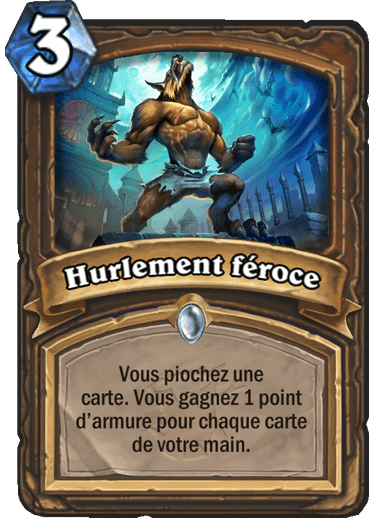 3
Hurlement féroce
Vous piochez une
carte. Vous gagnez 1 point
d'armure pour chaque carte
de votre main.